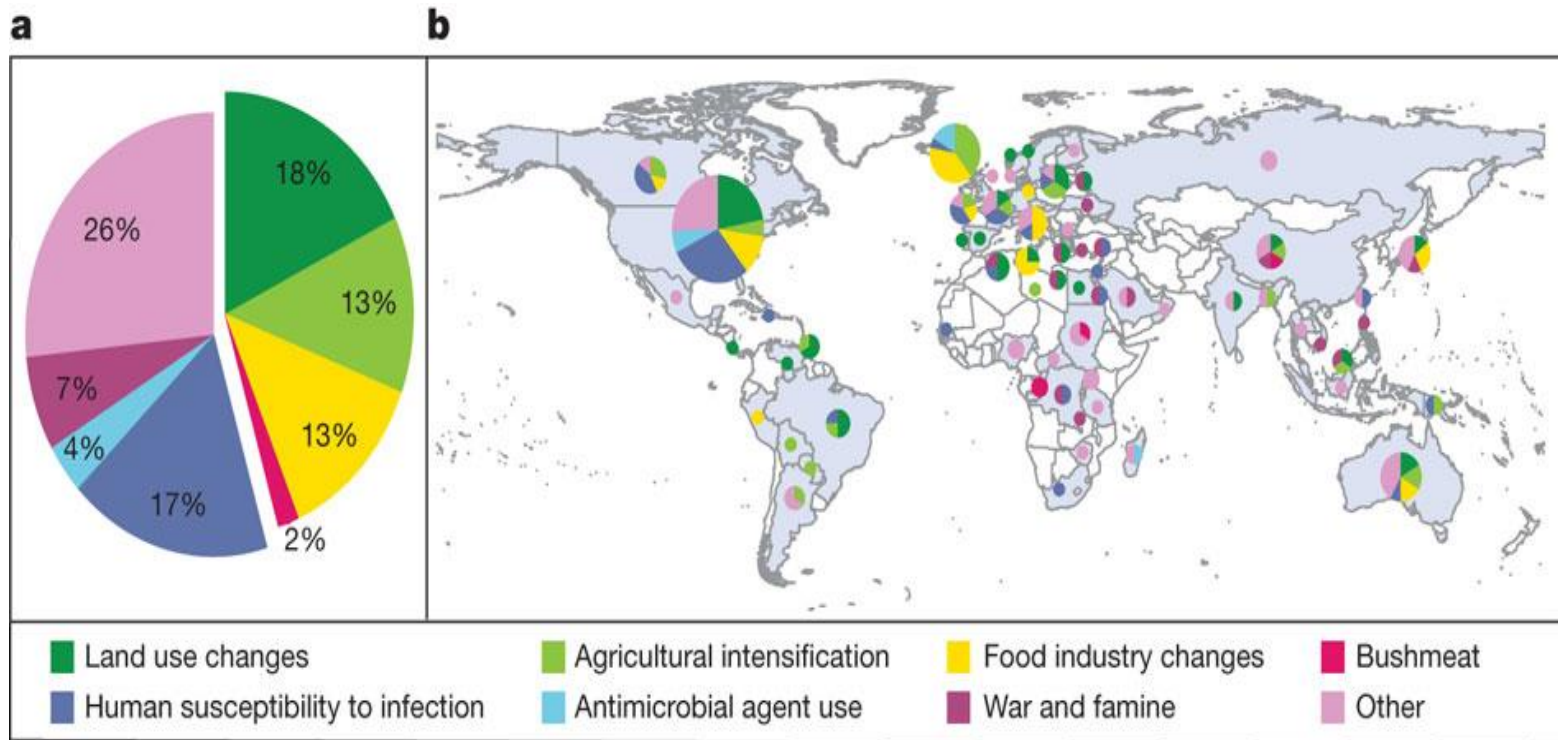 a
b
18%
13%
13%
2%
17%
4%
7%
26%
Land use changes
Agricultural intensification
Food industry changes
Bushmeat
Human susceptibility to infection
Antimicrobial agent use
War and famine
Other